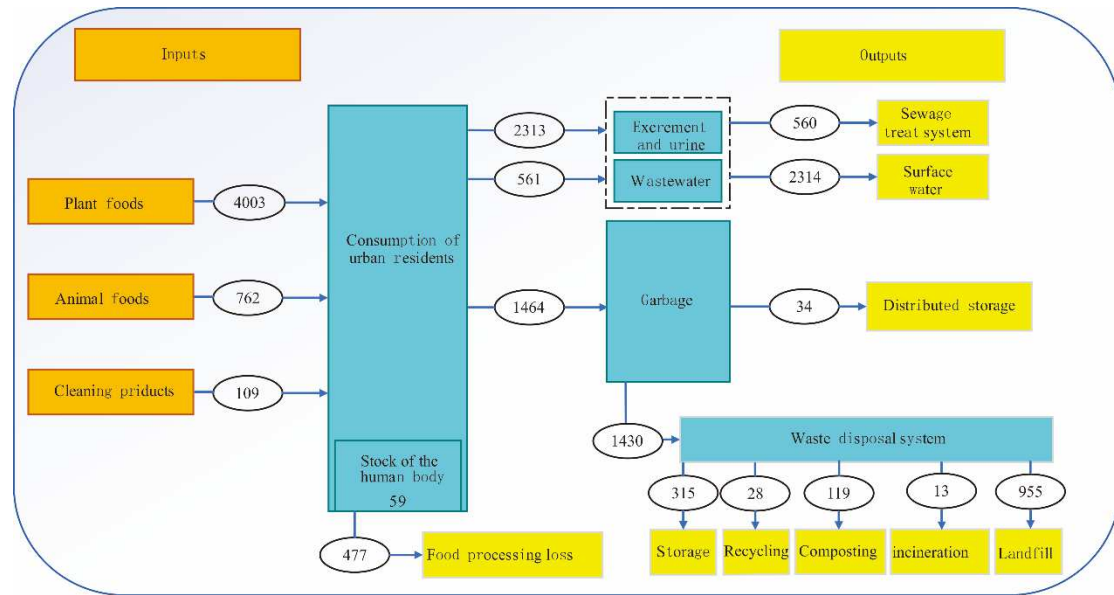 Inputs
Outputs
2313
Excrement
and urine
560
Sewage
treat system
561
Wastewater
2314
Surface
water
Plant foods
4003
Consumption of
urban residents
Animal foods
762
1464
Garbage
34
Distributed storage
Cleaning priducts
109
1430
Waste disposal system
Stock of the
human body
59
315
28
119
13
955
477
Food processing loss
Storage
Recycling
Composting
incineration
Landfill